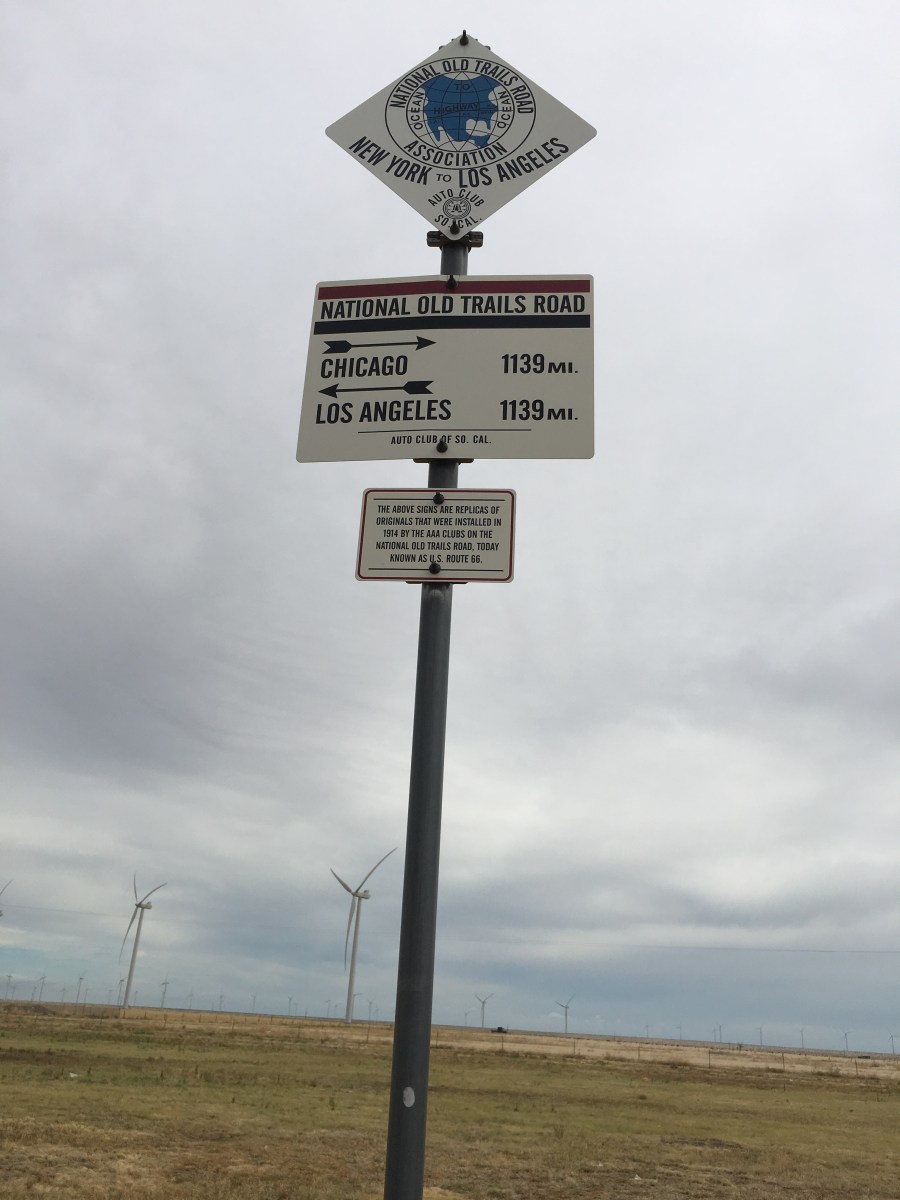 NATIONAL OLD TRAILS ROAD
TO
OCEAN HIGHWAY OCEAN
ASSOCIATION
NEW YORK TO LOS ANGELES
AUTO CLUB
SO. CAL.
NATIONAL OLD TRAILS ROAD
CHICAGO 1139 MI.
LOS ANGELES 1139 MI.
AUTO CLUB OF SO. CAL.
THE ABOVE SIGNS ARE REPLICAS OF
ORIGINALS THAT WERE INSTALLED IN
1914 BY THE AAA CLUBS ON THE
NATIONAL OLD TRAILS ROAD, TODAY
KNOWN AS U.S. ROUTE 66.